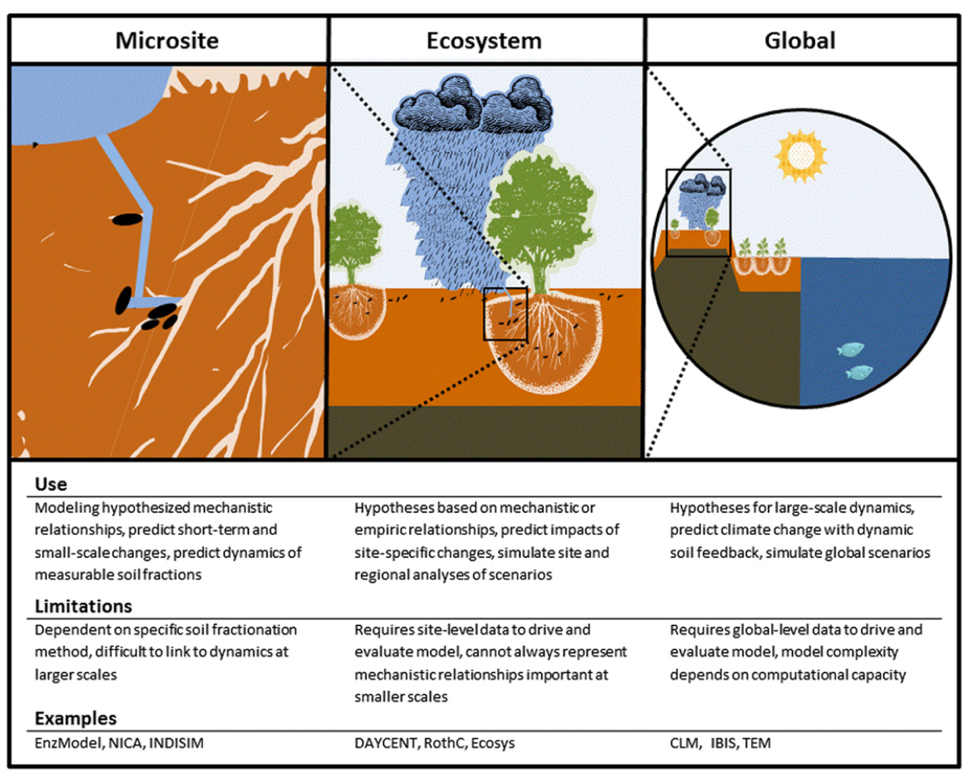 Microsite
Ecosystem
Global
Use
Modeling hypothesized mechanistic
relationships, predict short-term and
small-scale changes, predict dynamics of
measurable soil fractions
Hypotheses based on mechanistic or
empiric relationships, predict impacts of
site-specific changes, simulate site and
regional analyses of scenarios
Hypotheses for large-scale dynamics,
predict climate change with dynamic
soil feedback, simulate global scenarios
Limitations
Dependent on specific soil fractionation
method, difficult to link to dynamics at
larger scales
Requires site-level data to drive and
evaluate model, cannot always represent
mechanistic relationships important at
smaller scales
Requires global-level data to drive and
evaluate model, model complexity
depends on computational capacity
Examples
EnzModel, NICA, INDISIM
DAYCENT, RothC, Ecosys
CLM, IBIS, TEM